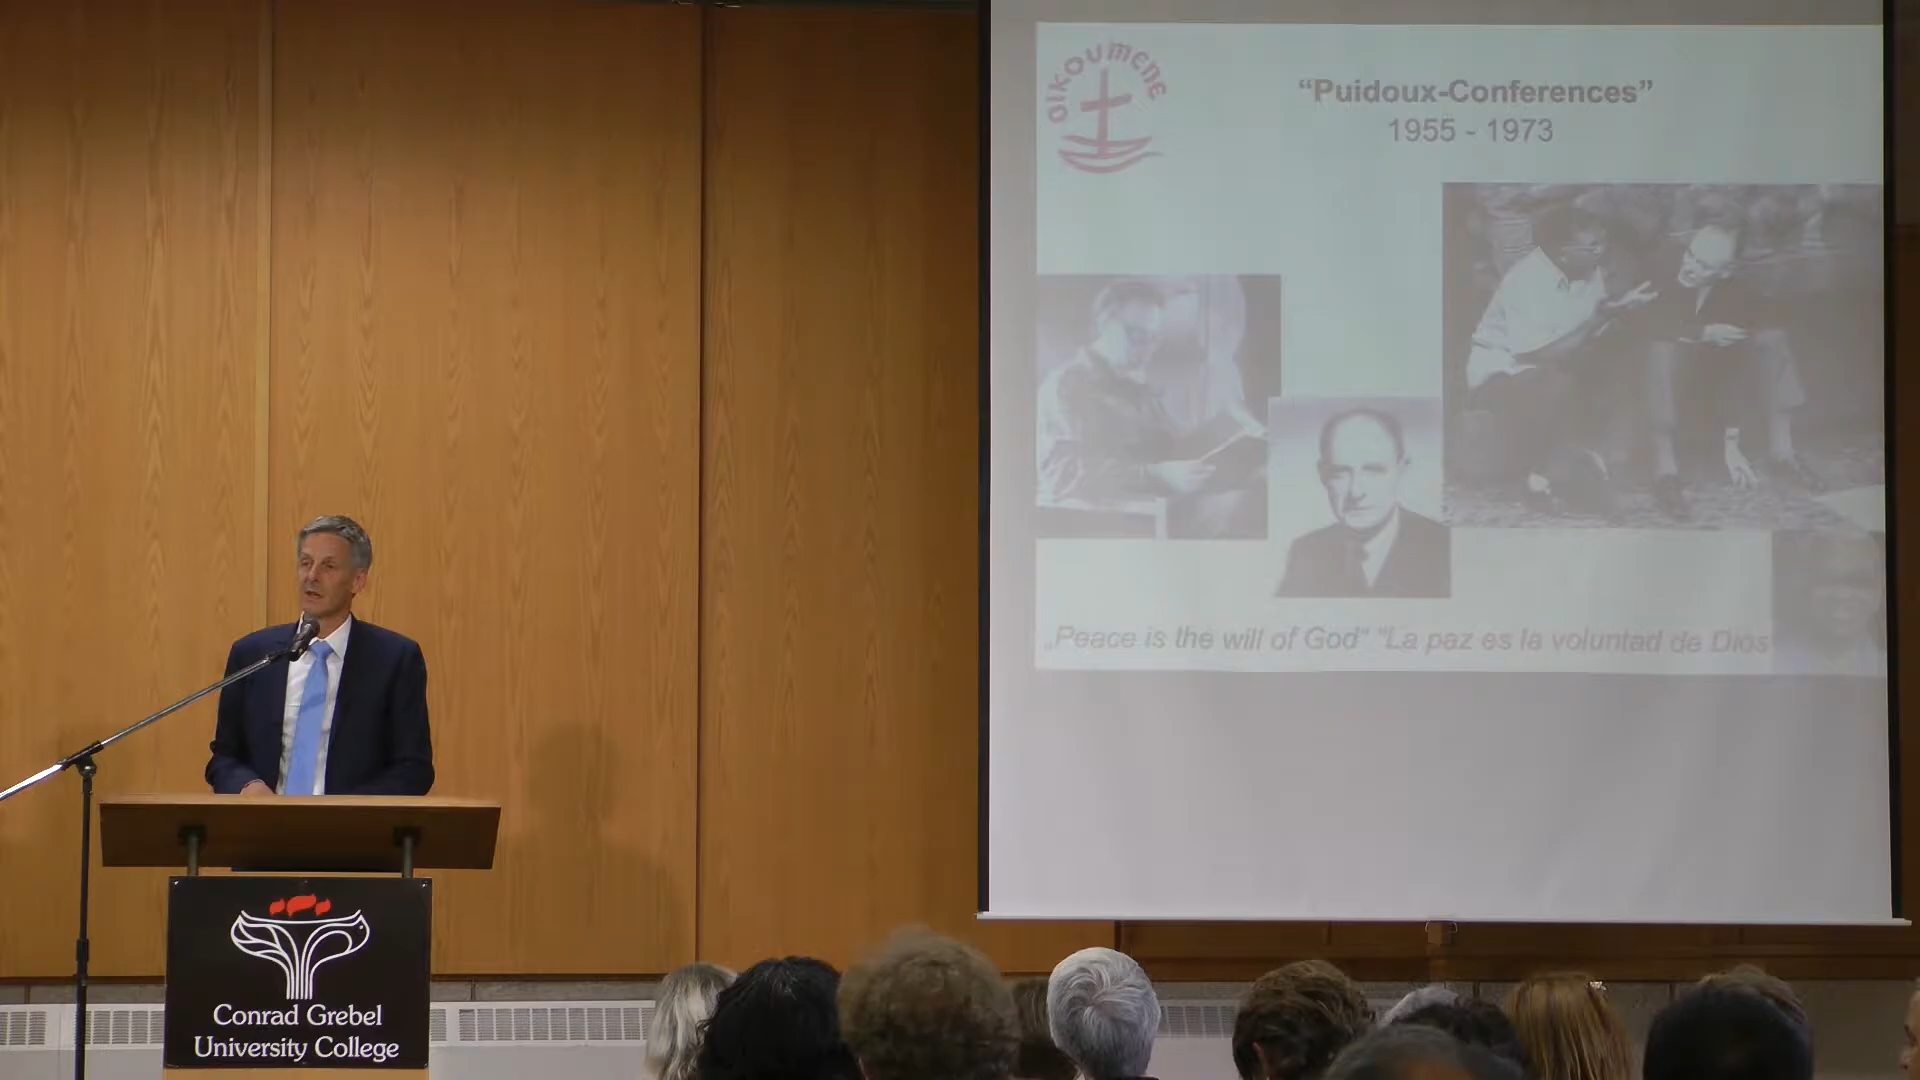 OIKOUMENE
“Puidoux-Conferences”
1955 - 1973
„Peace is the will of God“ "La paz es la voluntad de Dios
Conrad Grebel
University College